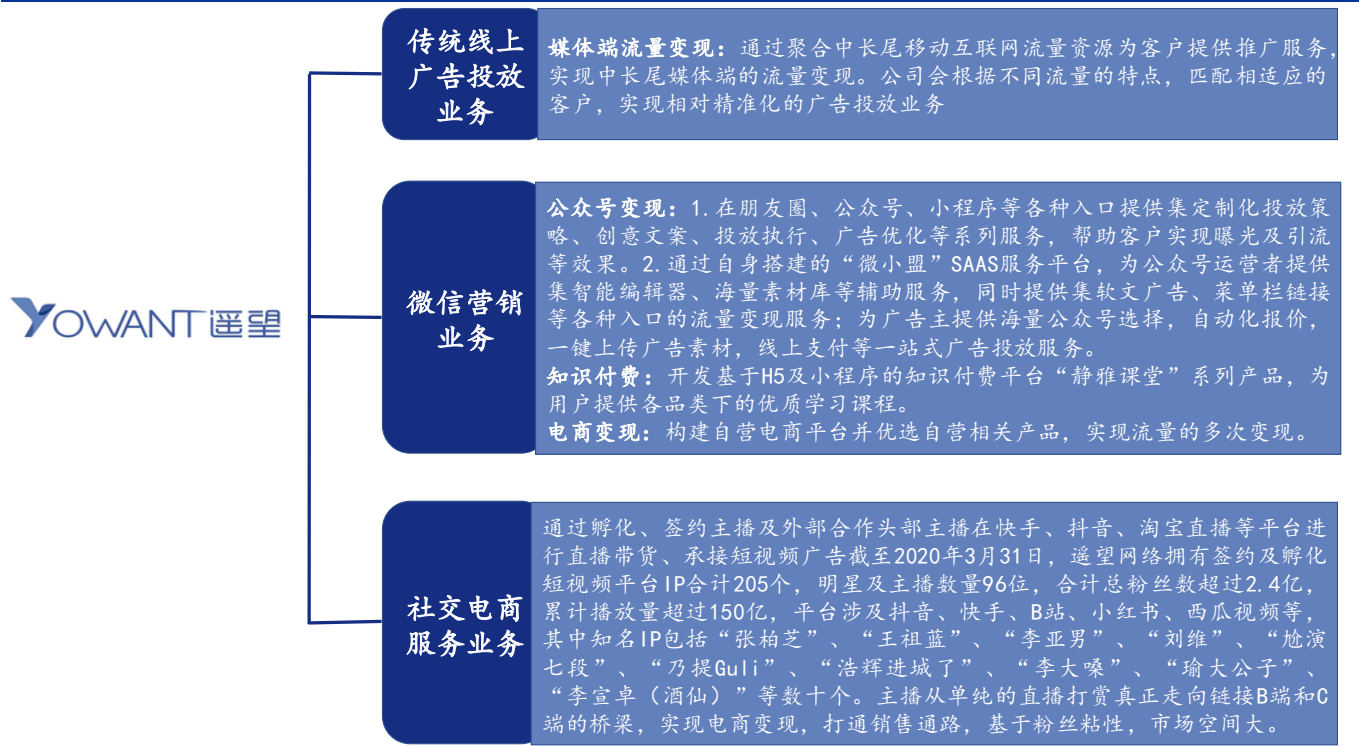 传统线上
广告投放
业务
媒体端流量变现：通过聚合中长尾移动互联网流量资源为客户提供推广服务，
实现中长尾媒体端的流量变现。公司会根据不同流量的特点，匹配相适应的
客户，实现相对精准化的广告投放业务
YOWANT遥望
微信营销
业务
公众号变现：1.在朋友圈、公众号、小程序等各种入口提供集定制化投放策
略、创意文案、投放执行、广告优化等系列服务，帮助客户实现曝光及引流
等效果。2.通过自身搭建的“微小盟”SAAS服务平台，为公众号运营者提供
集智能编辑器、海量素材库等辅助服务，同时提供集软文广告、菜单栏链接
等各种入口的流量变现服务；为广告主提供海量公众号选择，自动化报价，
一键上传广告素材，线上支付等一站式广告投放服务。
知识付费：开发基于H5及小程序的知识付费平台“静雅课堂”系列产品，为
用户提供各品类下的优质学习课程。
电商变现：构建自营电商平台并优选自营相关产品，实现流量的多次变现。
社交电商
服务业务
通过孵化、签约主播及外部合作头部主播在快手、抖音、淘宝直播等平台进
行直播带货、承接短视频广告截至2020年3月31日，遥望网络拥有签约及孵化
短视频平台IP合计205个，明星及主播数量96位，合计总粉丝数超过2.4亿，
累计播放量超过150亿，平台涉及抖音、快手、B站、小红书、西瓜视频等，
其中知名IP包括“张柏芝”、“王祖蓝”、“李亚男”、“刘维”、“尬演
七段”、“乃提Guli”、“浩辉进城了”、“李大嗓”、“瑜大公子”、
“李宣卓（酒仙）”等数十个。主播从单纯的直播打赏真正走向链接B端和C
端的桥梁，实现电商变现，打通销售通路，基于粉丝粘性，市场空间大。